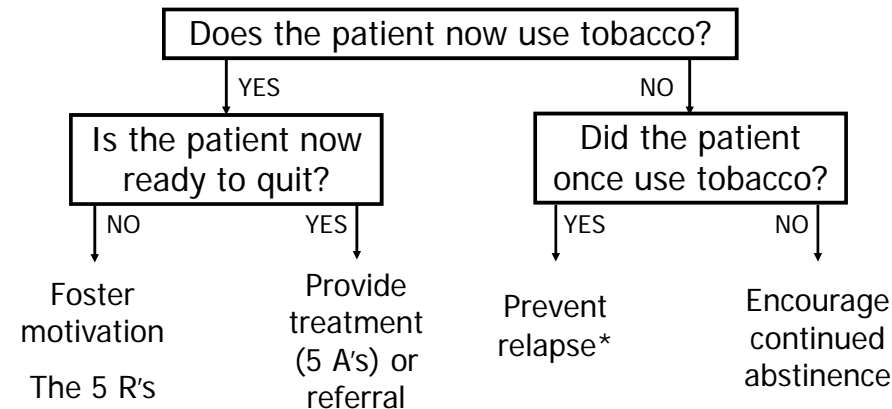 Does the patient now use tobacco?
YES
NO
Is the patient now
ready to quit?
Did the patient
once use tobacco?
NO
YES
YES
NO
Foster
motivation
The 5 R's
Provide
treatment
(5 A's) or
referral
Prevent
relapse*
Encourage
continued
abstinence